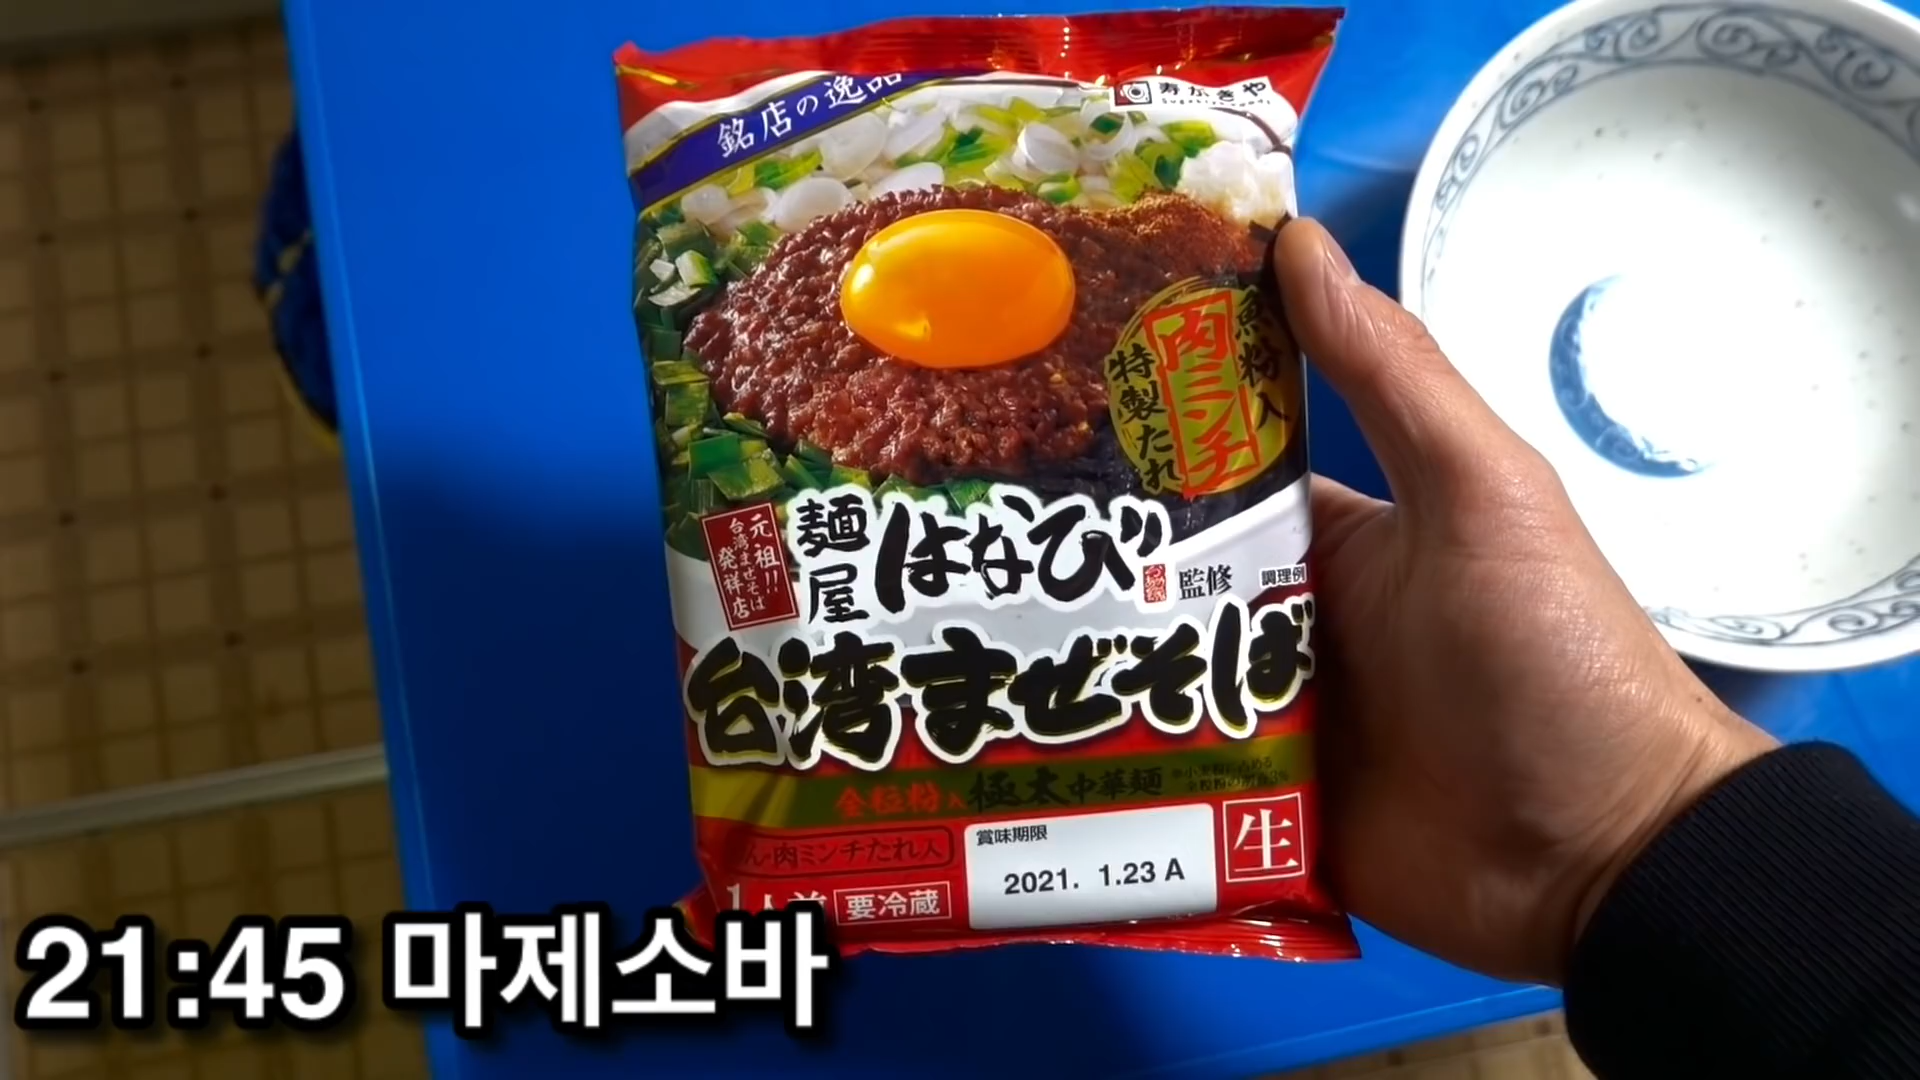 銘店の逸品
寿がきや
魚粉入
肉ミンチ
特製たれ
元祖!!
台湾まぜそば
発祥店
麺屋はなび
監修
調理例
台湾まぜそば
全粒粉入 極太中華麺
肉ミンチたれ入
賞味期限
2021. 1.23 A
生
1人前 要冷蔵
21:45 마제소바